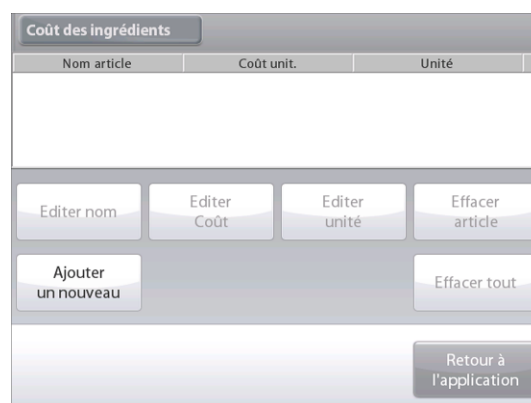 Coût des ingrédients
Nom article Coût unit. Unité
Editer nom Editer Coût Editer unité Effacer article
Ajouter un nouveau Effacer tout
Retour à l'application